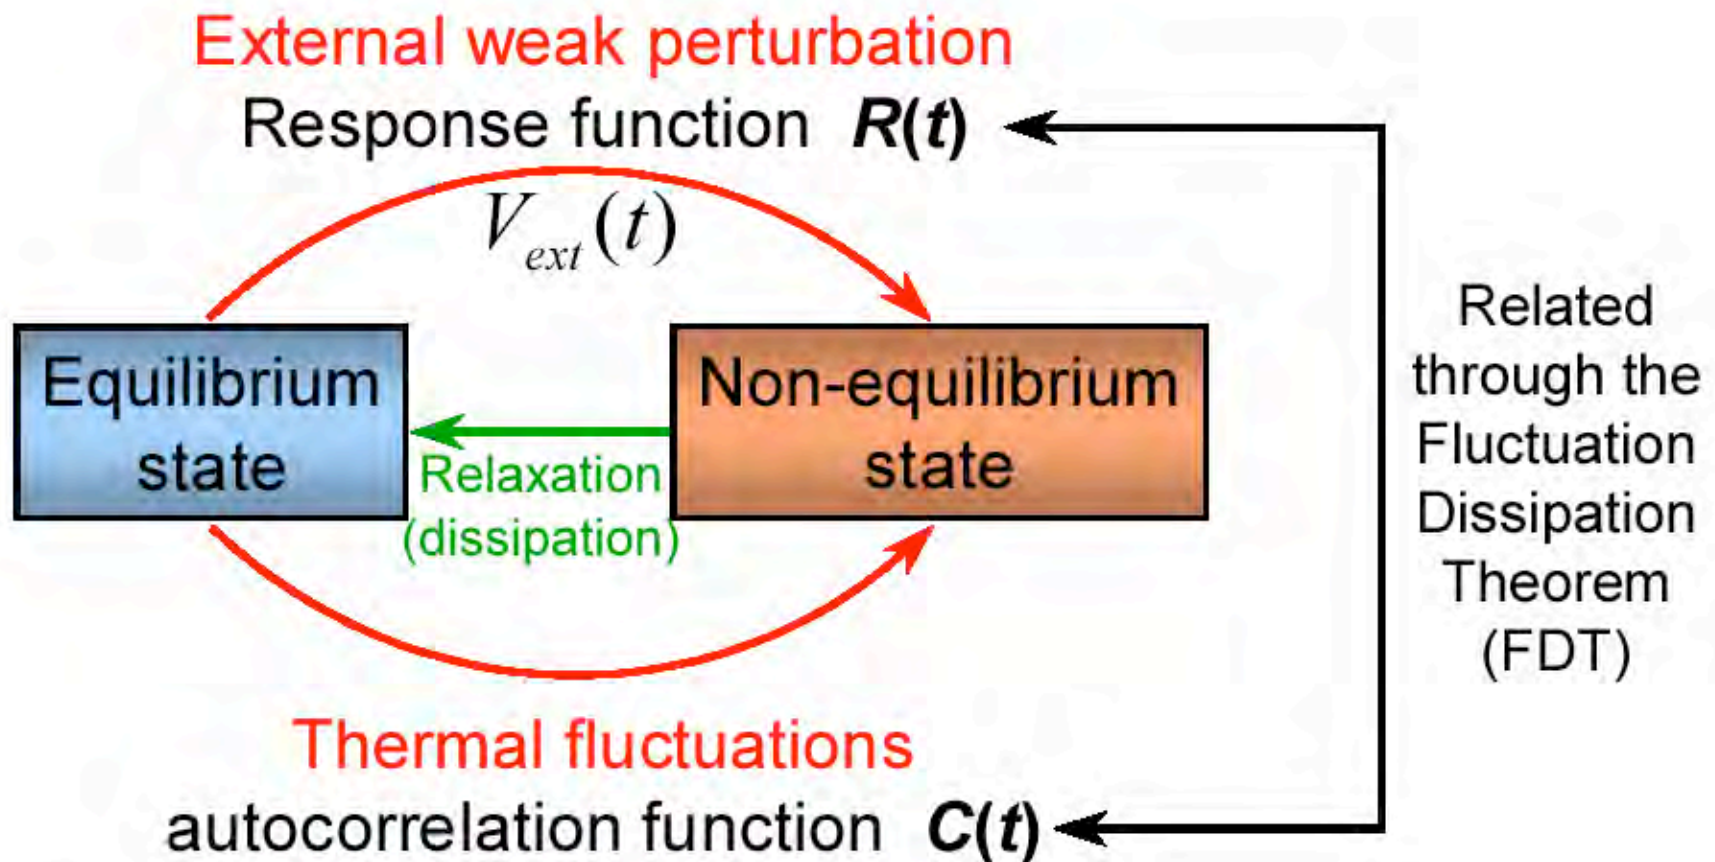 External weak perturbation
Response function R(t)
V_ext(t)
Equilibrium
state
Relaxation
(dissipation)
Non-equilibrium
state
Related
through the
Fluctuation
Dissipation
Theorem
(FDT)
Thermal fluctuations
autocorrelation function C(t)